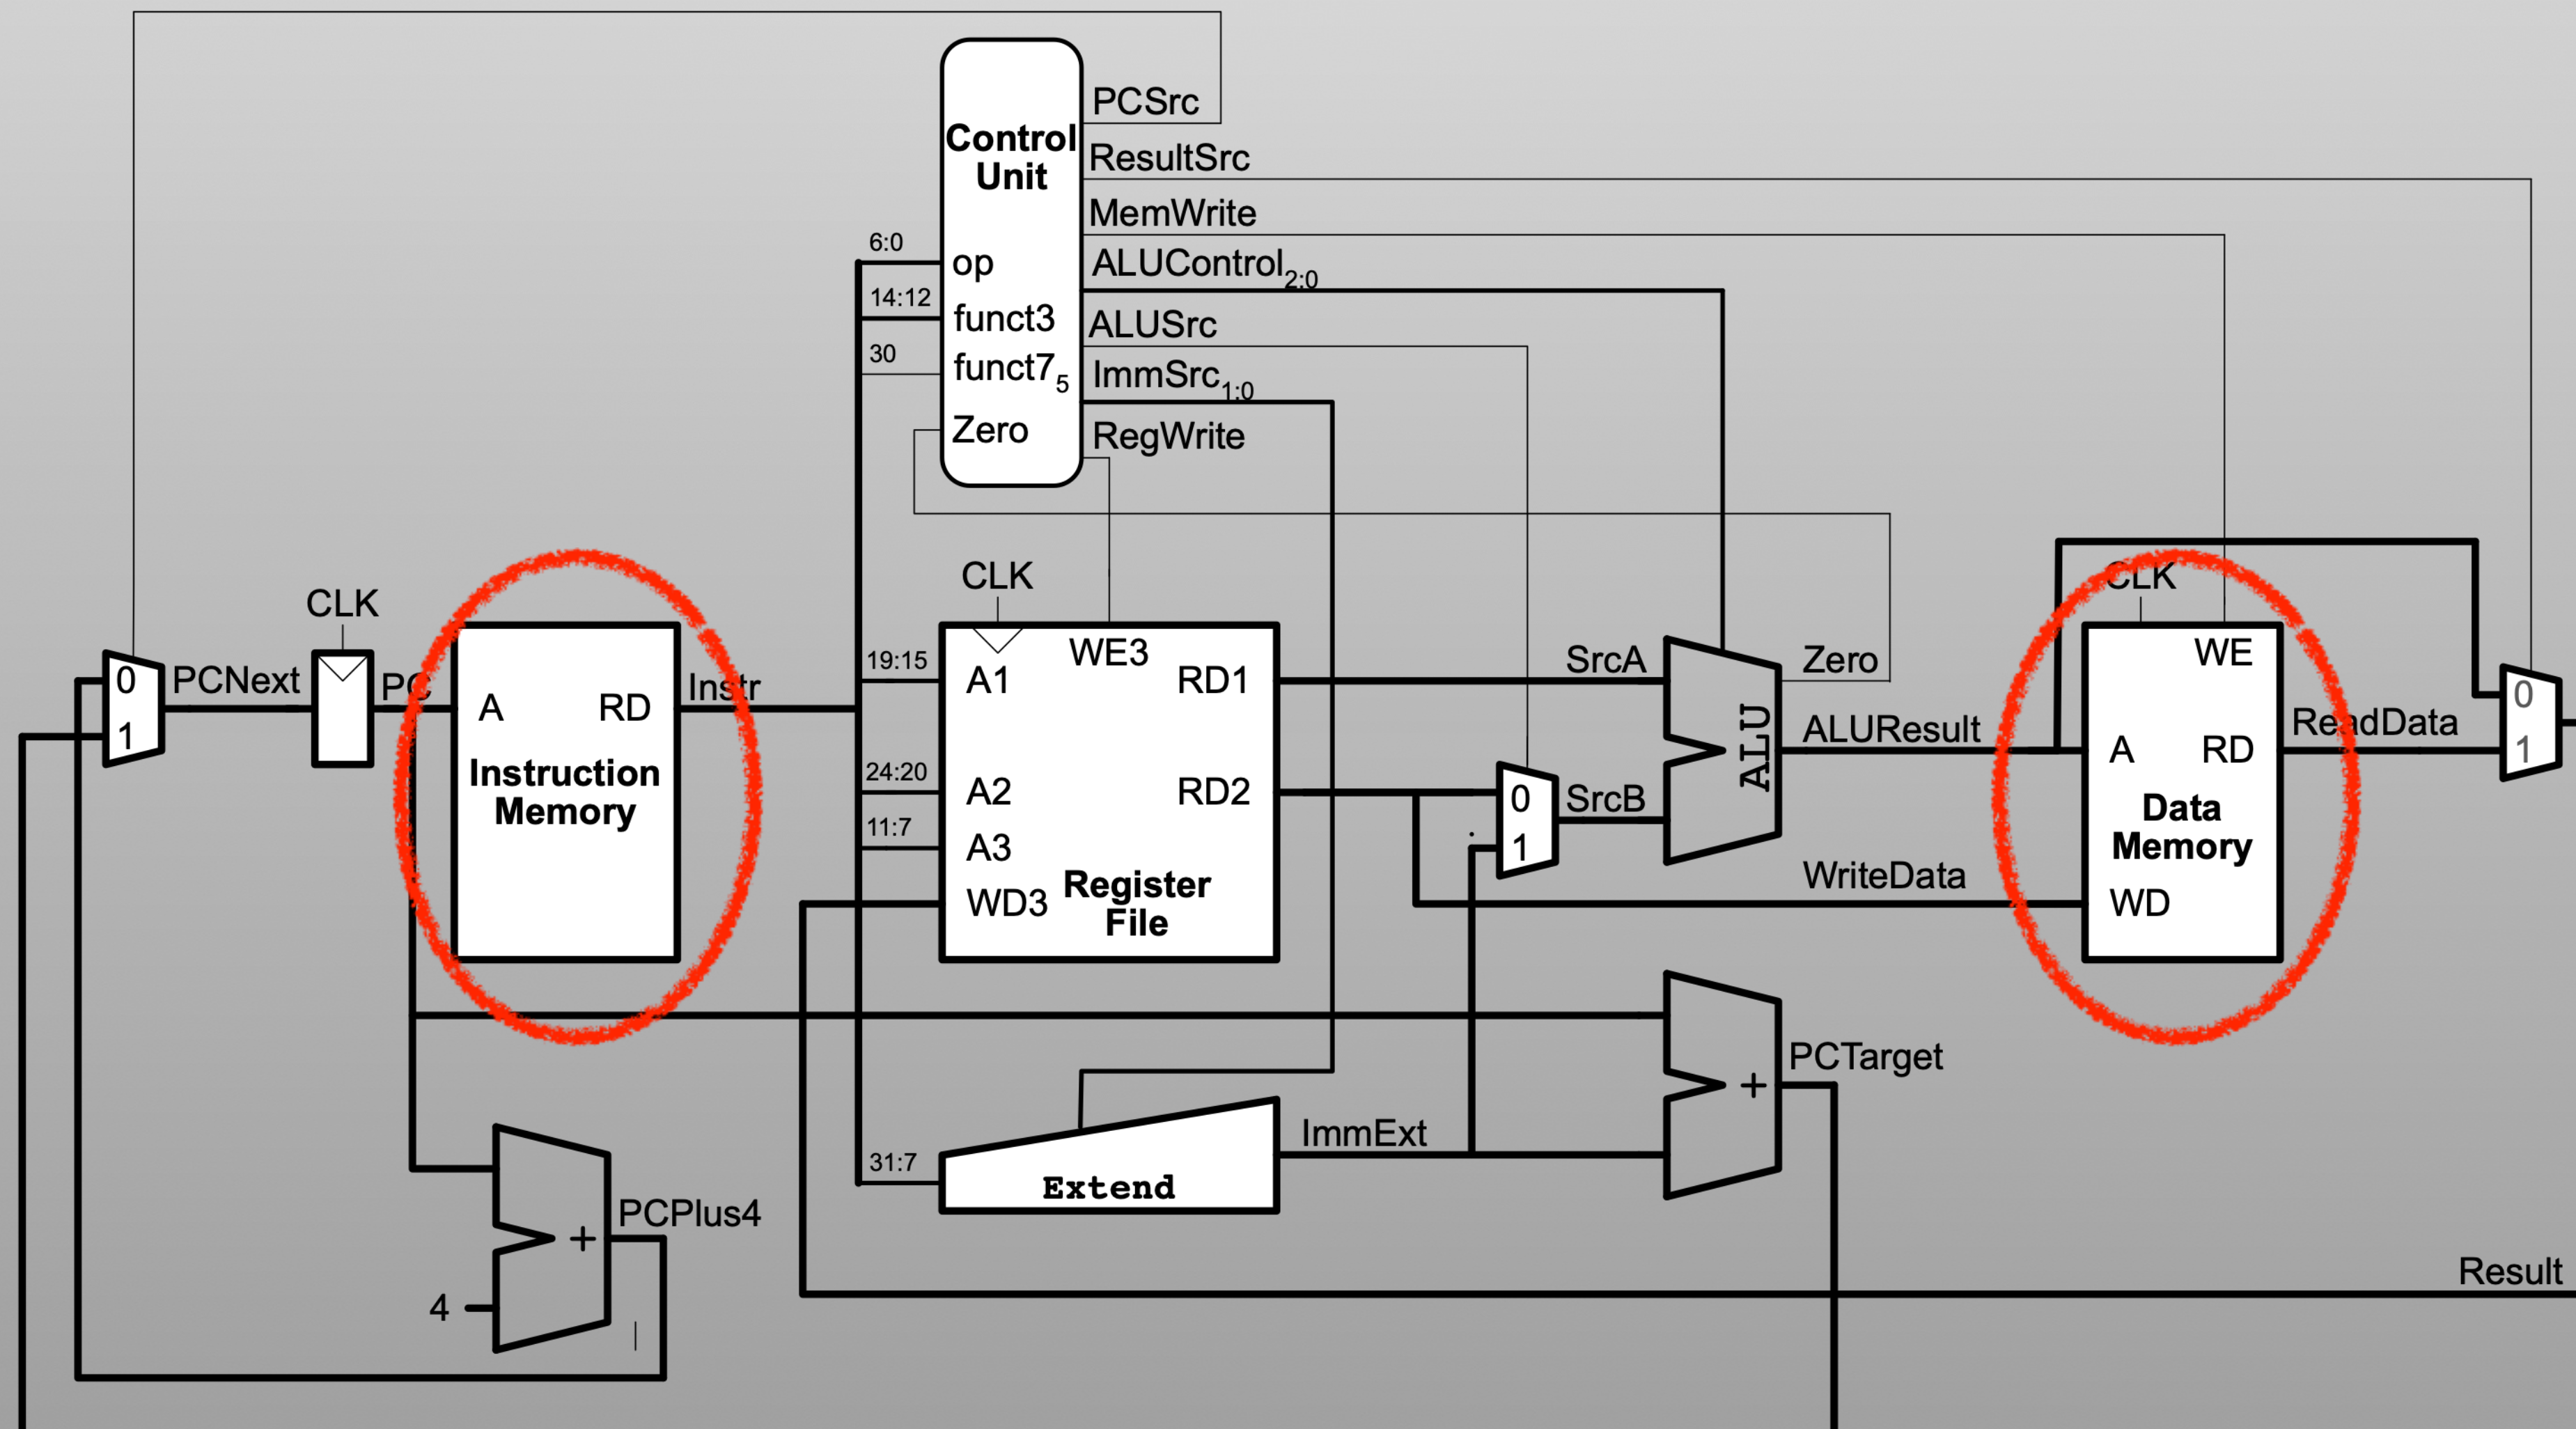 PCSrc
Control
Unit
ResultSrc
MemWrite
6:0
op
ALUControl2:0
14:12
funct3
ALUSrc
30
funct75
ImmSrc1:0
Zero
RegWrite
CLK
CLK
CLK
0
1
PCNext
PC
A
RD
Instruction
Memory
Instr
19:15
A1
WE3
RD1
24:20
A2
RD2
11:7
A3
WD3
Register
File
SrcA
0
1
SrcB
ALU
Zero
ALUResult
WriteData
WE
A
RD
Data
Memory
WD
ReadData
0
1
31:7
Extend
ImmExt
+
PCTarget
+
PCPlus4
4
Result